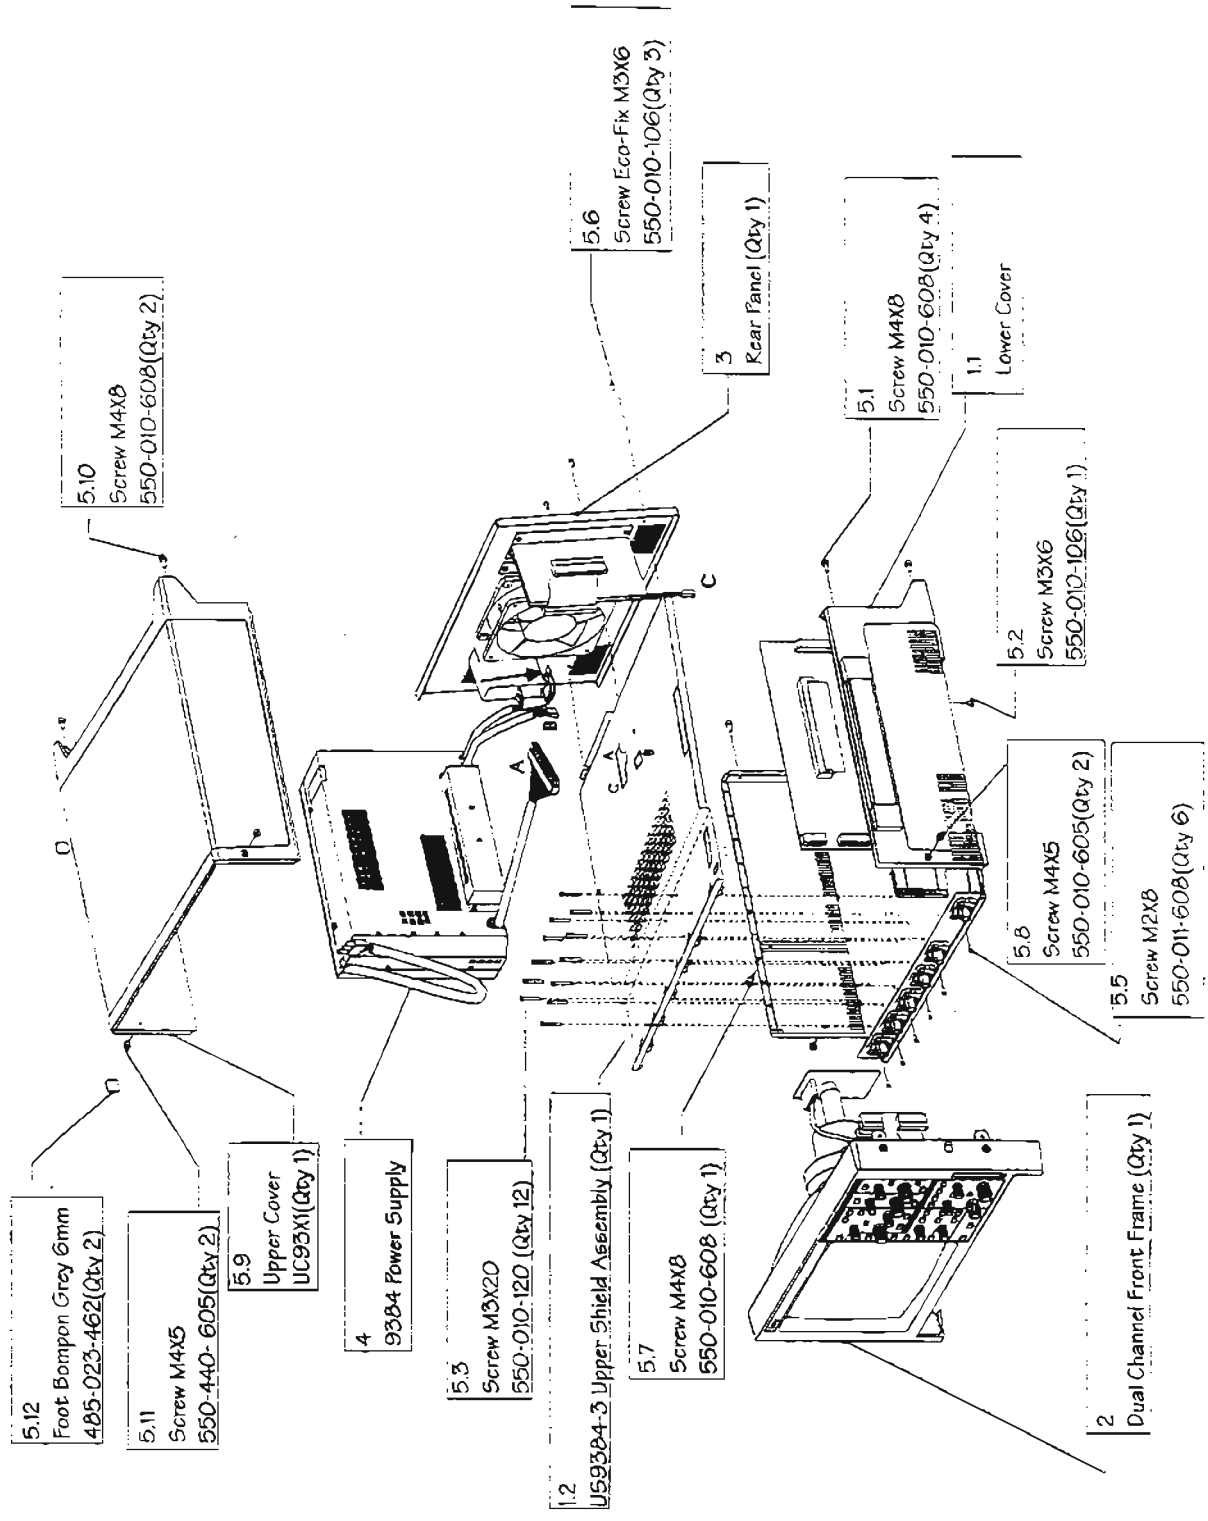 5.12
Foot Bompon Grey 6mm
485-023-462(Qty 2)
5.11
Screw M4X5
550-440-605(Qty 2)
5.9
Upper Cover
UC93X1(Qty 1)
4
9384 Power Supply
5.3
Screw M3X20
550-010-120 (Qty 12)
1.2
US9384-3 Upper Shield Assembly (Qty 1)
5.7
Screw M4X8
550-010-608 (Qty 1)
2
Dual Channel Front Frame (Qty 1)
5.10
Screw M4X8
550-010-608(Qty 2)
5.6
Screw Eco-Fix M3X6
550-010-106(Qty 3)
3
Rear Panel (Qty 1)
5.1
Screw M4X8
550-010-608(Qty 4)
1.1
Lower Cover
5.2
Screw M3X6
550-010-106(Qty 1)
5.8
Screw M4X5
550-010-605(Qty 2)
5.5
Screw M2X8
550-011-608(Qty 6)
A
B
C
A
C